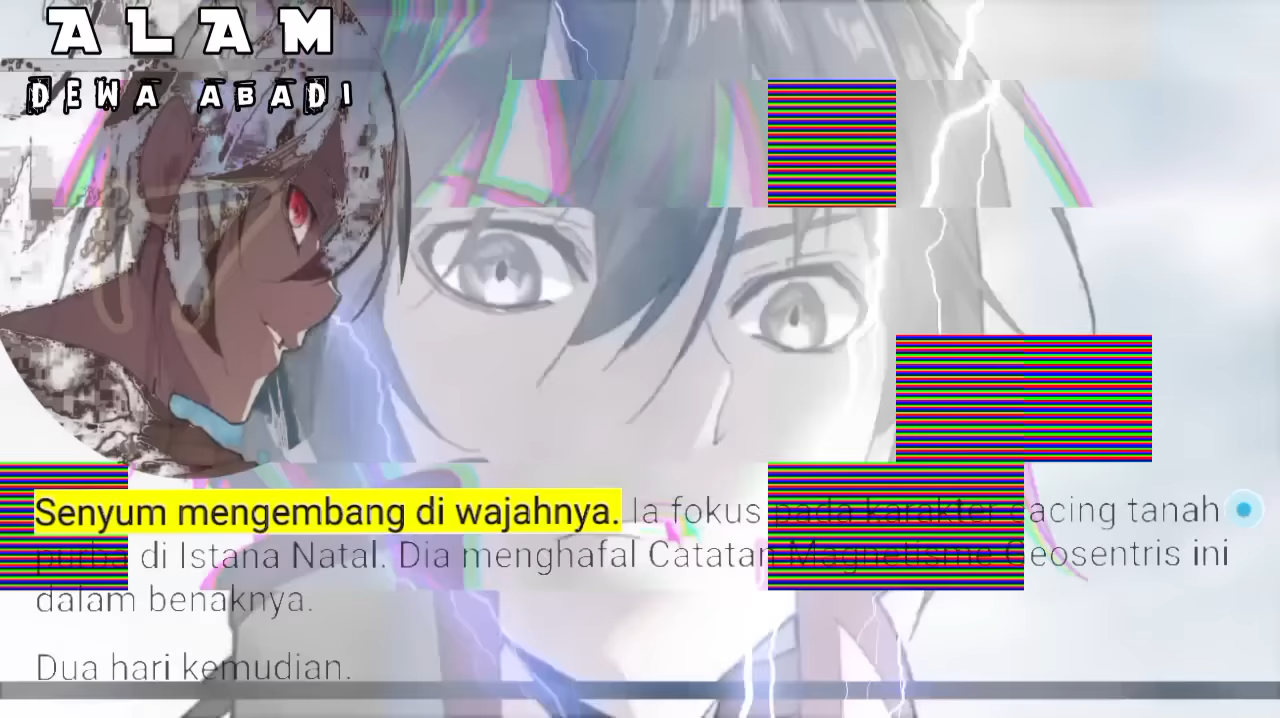 ALAM
DEWA ABADI
Senyum mengembang di wajahnya. Ia fokus pada karakter cacing tanah
purba di Istana Natal. Dia menghafal Catatan Magnetisme Geosentris ini
dalam benaknya.
Dua hari kemudian.